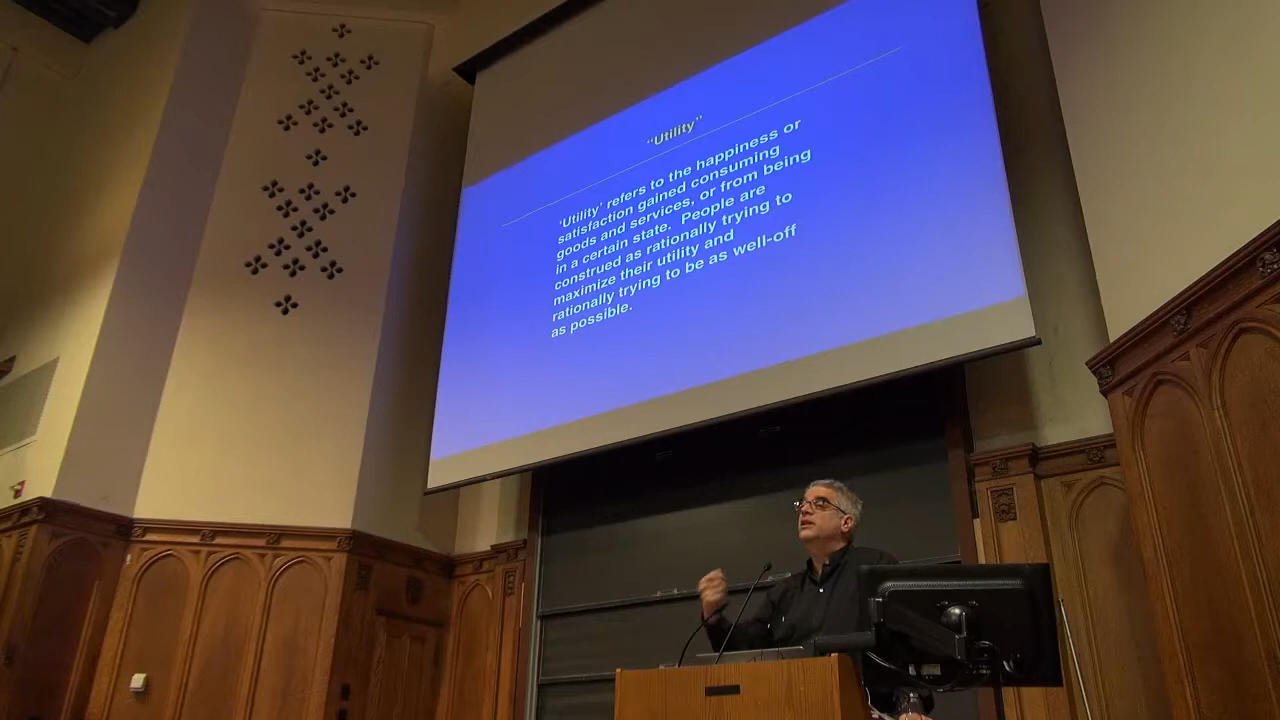 “Utility”
‘Utility’ refers to the happiness or
satisfaction gained consuming
goods and services, or from being
in a certain state. People are
construed as rationally trying to
maximize their utility and
rationally trying to be as well-off
as possible.